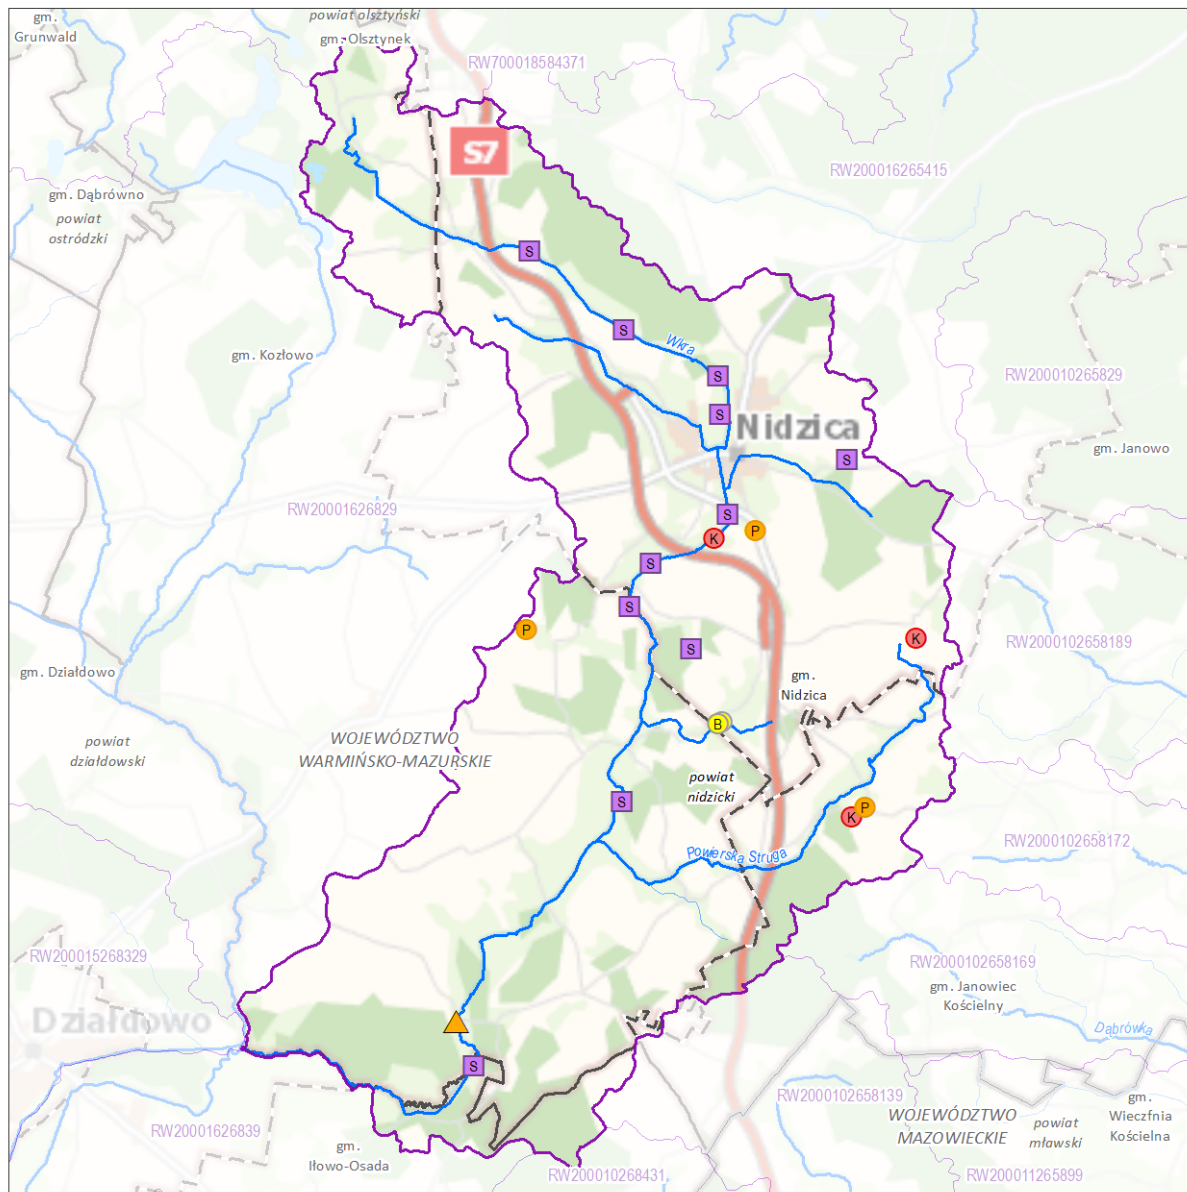 powiat olsztyński
gm.
Grunwald
gm. Olsztynek
RW700018584371
S7
RW200016265415
gm. Dąbrówno
powiat
ostródzki
S
S
Wkra
gm. Kozłowo
S
RW200010265829
S
Nidzica
gm. Janowo
S
RW20001626829
S
K
P
S
S
P
K
RW2000102658189
S
gm. Działdowo
gm.
Nidzica
B
powiat
działdowski
WOJEWÓDZTWO
WARMIŃSKO-MAZURSKIE
powiat
nidzicki
S
P
K
RW2000102658172
Powierska Struga
RW200015268329
RW2000102658169
gm. Janowiec
Kościelny
Działdowo
Dąbrówka
S
RW2000102658139
WOJEWÓDZTWO
MAZOWIECKIE
powiat
mławski
gm.
Wieczfnia
Kościelna
RW20001626839
gm.
Iłowo-Osada
RW200010268431
RW200011265899